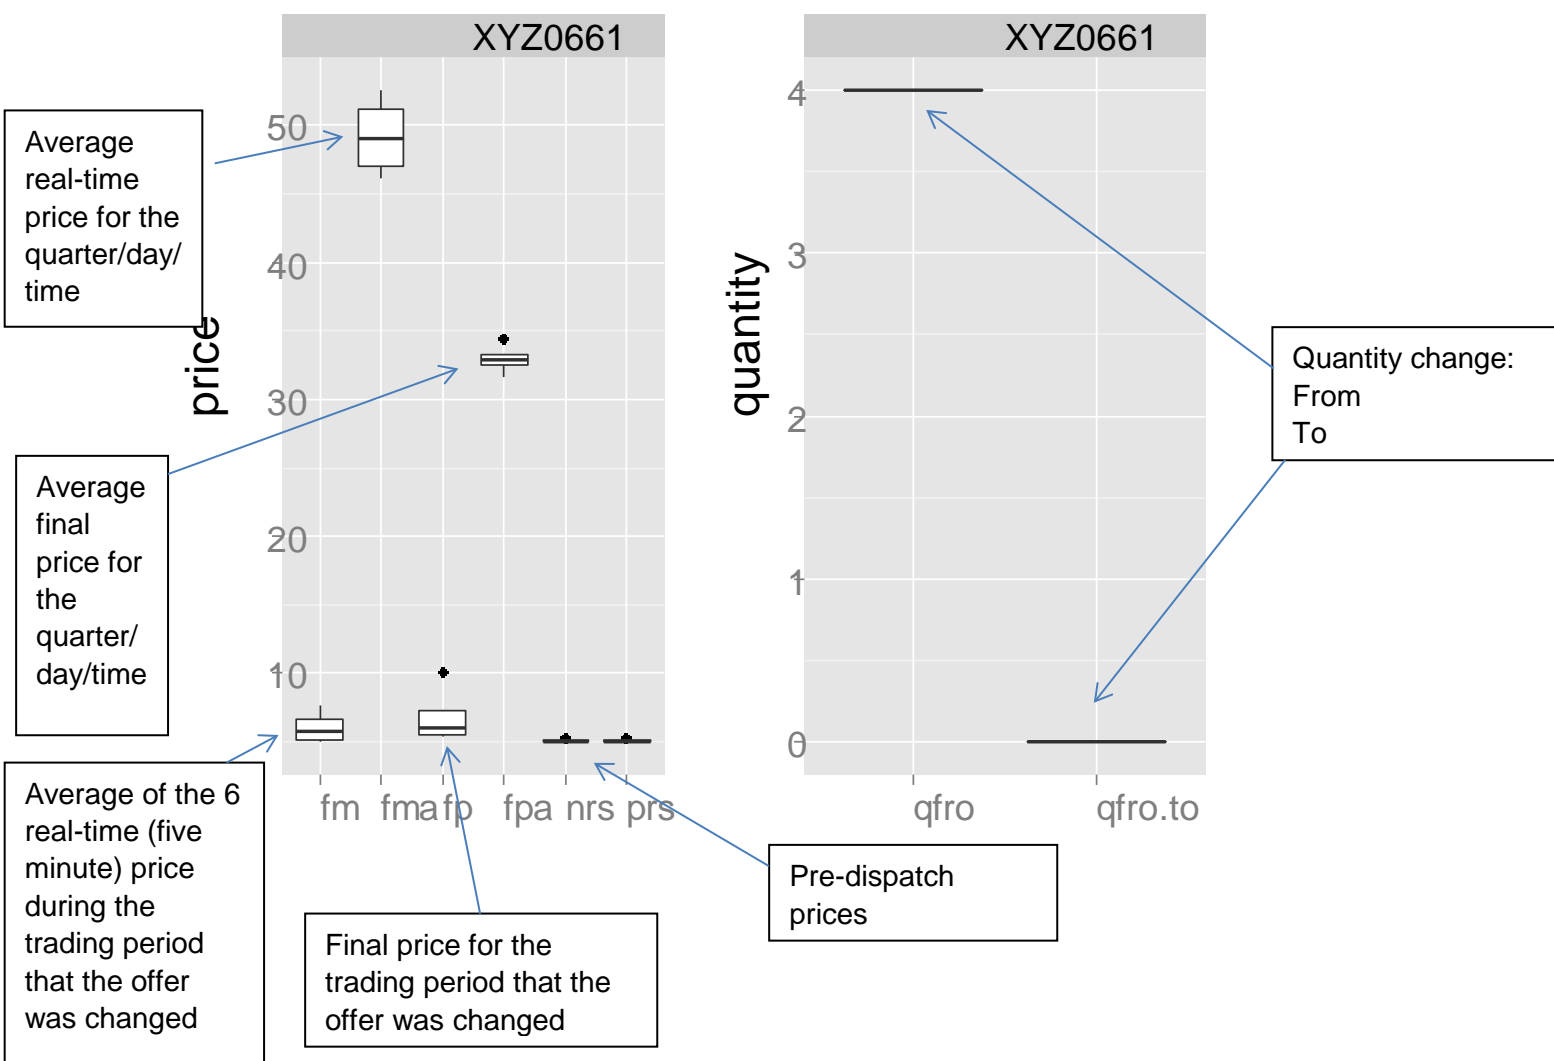 XYZ0661
XYZ0661
Average
real-time
price for the
quarter/day/
time
price
50
40
30
20
10
fm fma fp fpa nrs prs
quantity
4
3
2
1
0
qfro qfro.to
Quantity change:
From
To
Average
final
price for
the
quarter/
day/time
Average of the 6
real-time (five
minute) price
during the
trading period
that the offer
was changed
Final price for the
trading period that the
offer was changed
Pre-dispatch
prices